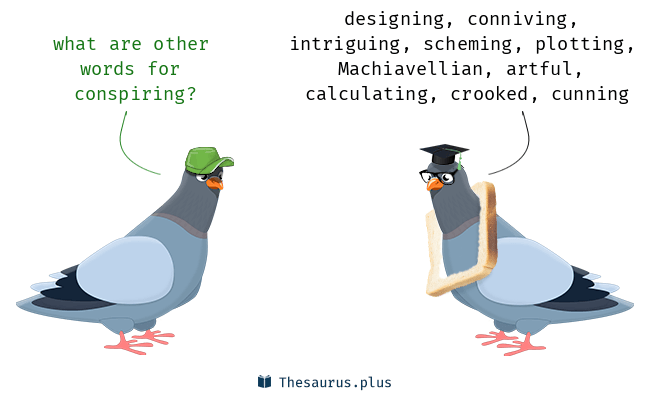 what are other
words for
conspiring?
designing, conniving,
intriguing, scheming, plotting,
Machiavellian, artful,
calculating, crooked, cunning
Thesaurus.plus